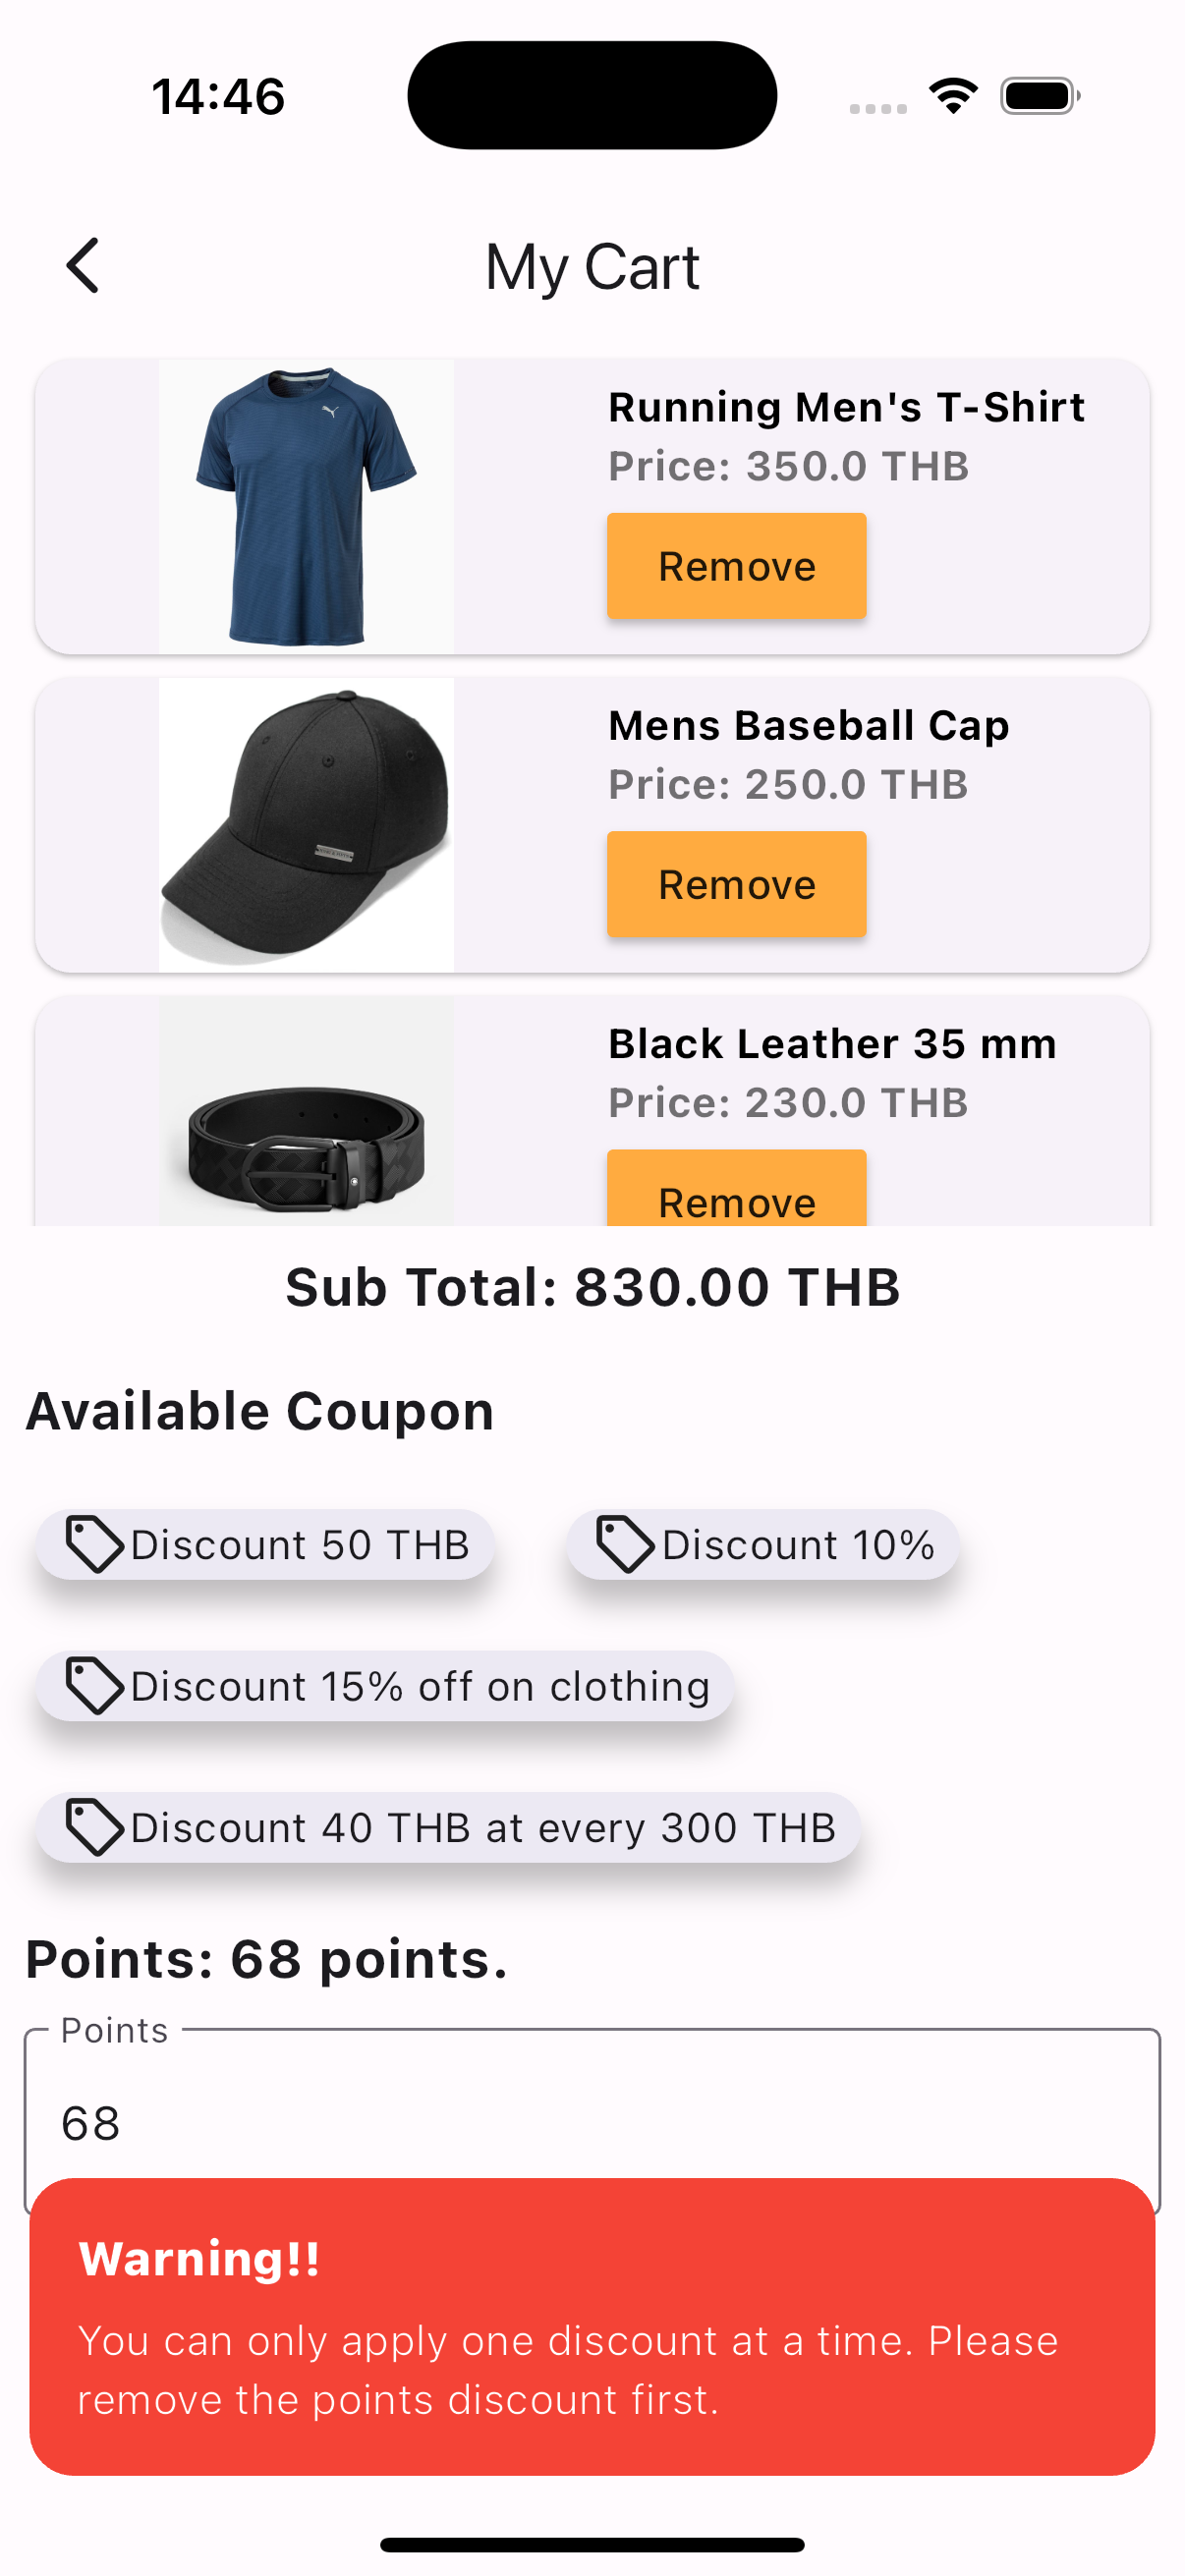 14:46
My Cart
Running Men's T-Shirt
Price: 350.0 THB
Remove
Mens Baseball Cap
Price: 250.0 THB
Remove
Black Leather 35 mm
Price: 230.0 THB
Remove
Sub Total: 830.00 THB
Available Coupon
Discount 50 THB
Discount 10%
Discount 15% off on clothing
Discount 40 THB at every 300 THB
Points: 68 points.
Points
68
Warning!!
You can only apply one discount at a time. Please
remove the points discount first.